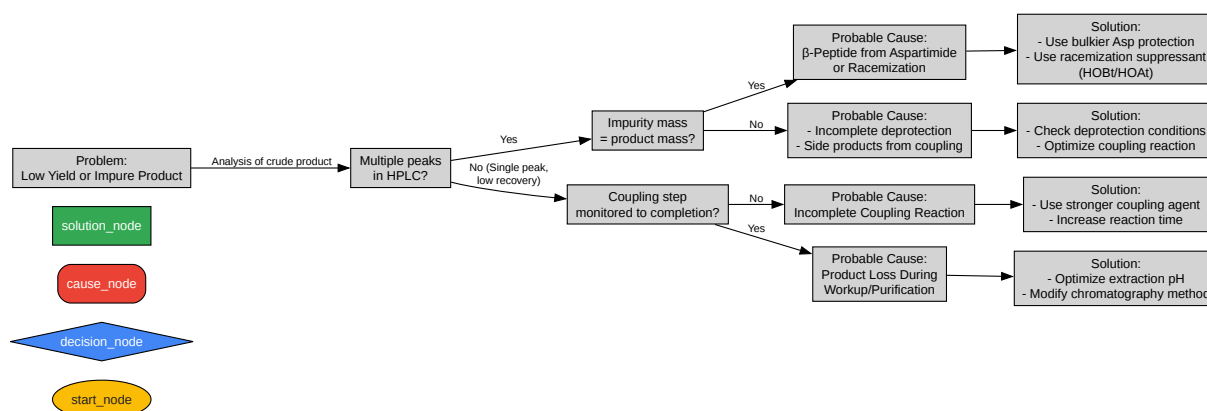 Problem:
Low Yield or Impure Product
Analysis of crude product
Multiple peaks
in HPLC?
Yes
No (Single peak,
low recovery)
Impurity mass
= product mass?
Yes
No
Probable Cause:
β-Peptide from Aspartimide
or Racemization
Solution:
- Use bulkier Asp protection
- Use racemization suppressant
(HOBt/HOAt)
Probable Cause:
- Incomplete deprotection
- Side products from coupling
Solution:
- Check deprotection conditions
- Optimize coupling reaction
Coupling step
monitored to completion?
No
Yes
Probable Cause:
Incomplete Coupling Reaction
Solution:
- Use stronger coupling agent
- Increase reaction time
Probable Cause:
Product Loss During
Workup/Purification
Solution:
- Optimize extraction pH
- Modify chromatography method
solution_node
cause_node
decision_node
start_node